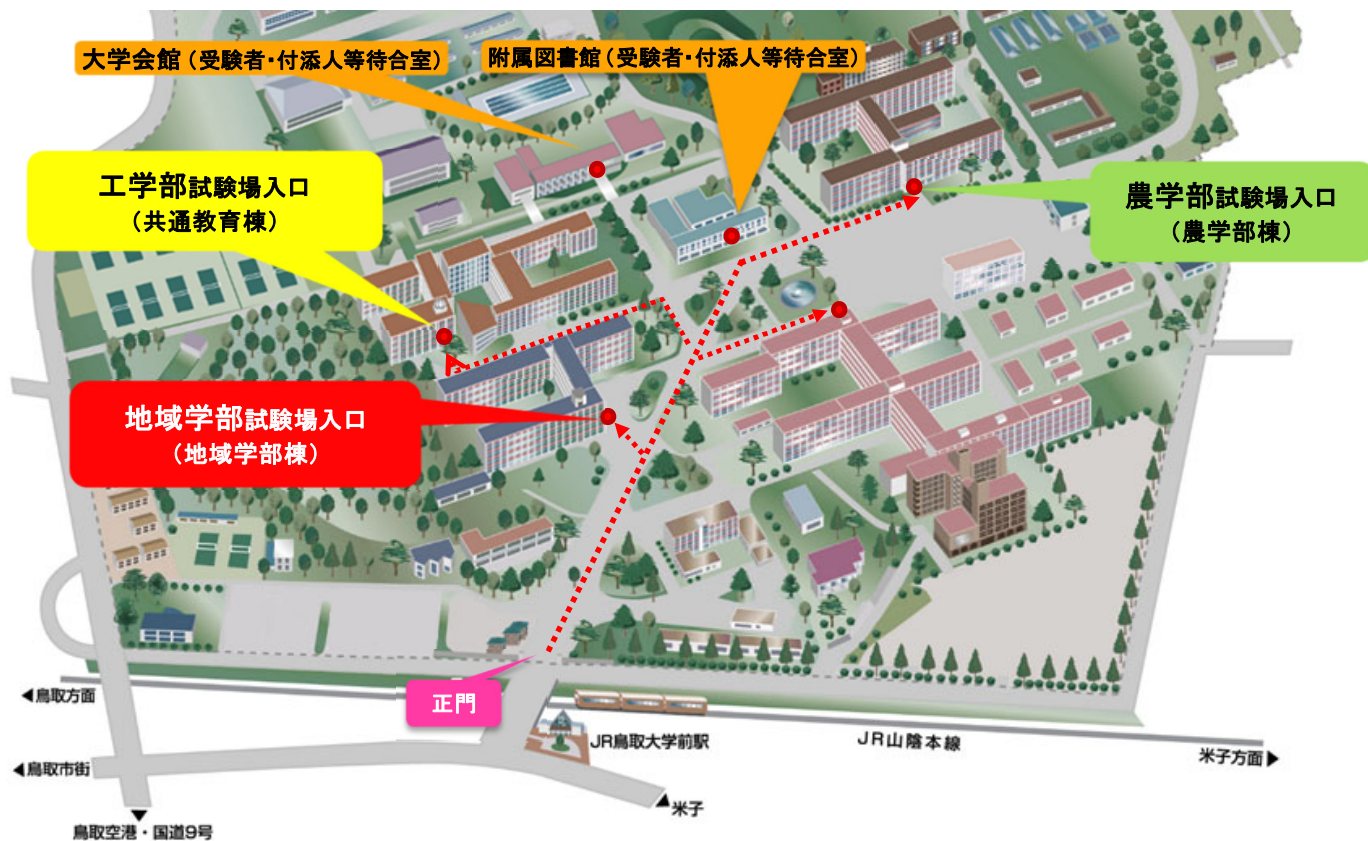 大学会館（受験者・付添人等待合室）
附属図書館（受験者・付添人等待合室）
工学部試験場入口
（共通教育棟）
農学部試験場入口
（農学部棟）
地域学部試験場入口
（地域学部棟）
正門
◀鳥取方面
JR鳥取大学前駅
JR山陰本線
米子方面▶
◀鳥取市街
▲米子
▼
鳥取空港・国道9号